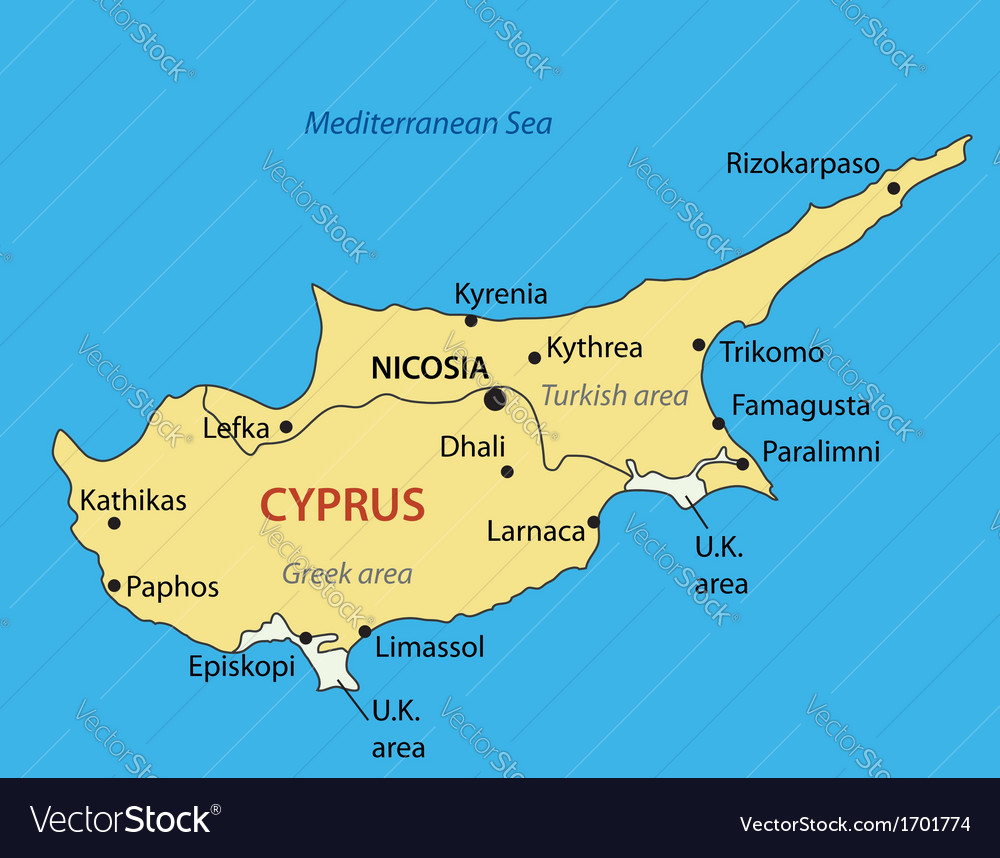 Mediterranean Sea
Rizokarpaso
Kyrenia
Kythrea
Trikomo
NICOSIA
Turkish area
Famagusta
Lefka
Dhali
Paralimni
Kathikas
CYPRUS
Larnaca
U.K.
area
Greek area
Paphos
Episkopi
Limassol
U.K.
area
VectorStock®
VectorStock.com/1701774